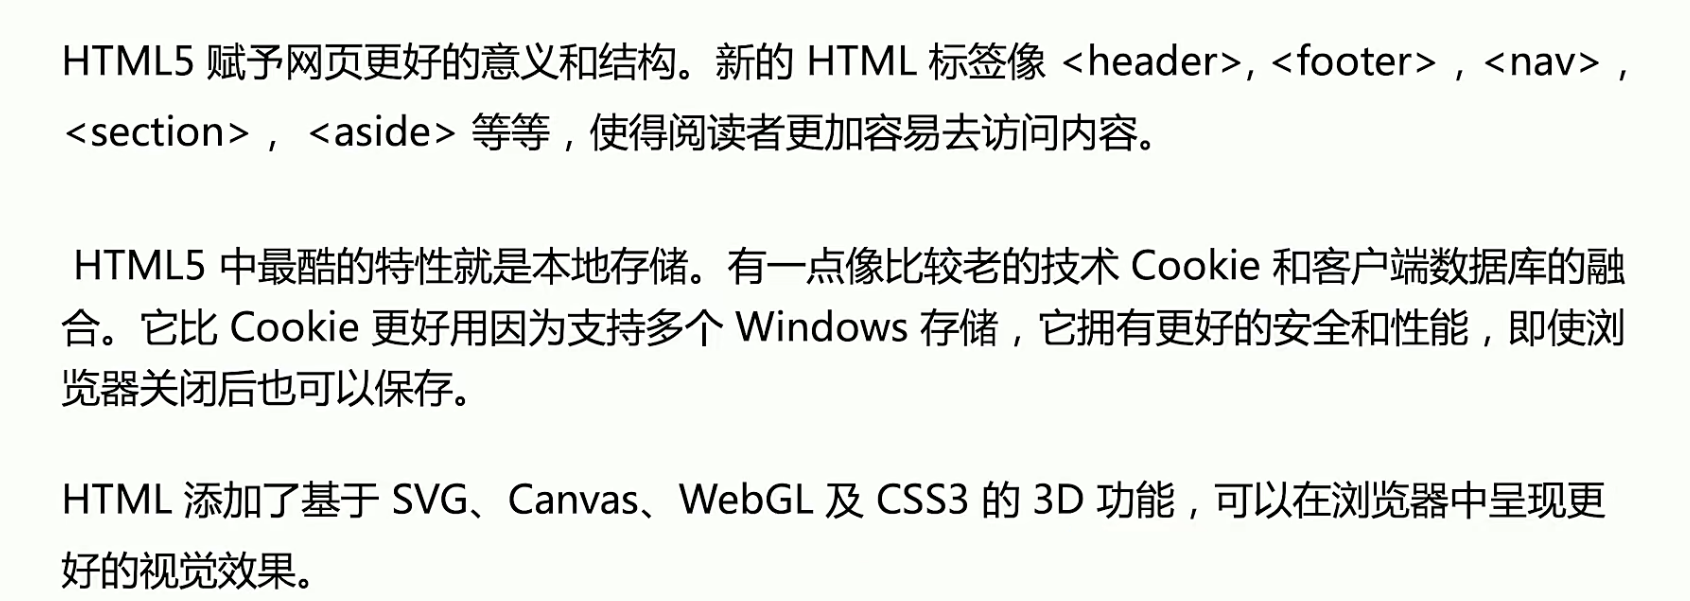 HTML5 赋予网页更好的意义和结构。新的 HTML 标签像 <header>, <footer>，<nav>，
<section>， <aside> 等等，使得阅读者更加容易去访问内容。
HTML5 中最酷的特性就是本地存储。有一点像比较老的技术 Cookie 和客户端数据库的融
合。它比 Cookie 更好用因为支持多个 Windows 存储，它拥有更好的安全和性能，即使浏
览器关闭后也可以保存。
HTML 添加了基于 SVG、Canvas、WebGL 及 CSS3 的 3D 功能，可以在浏览器中呈现更
好的视觉效果。